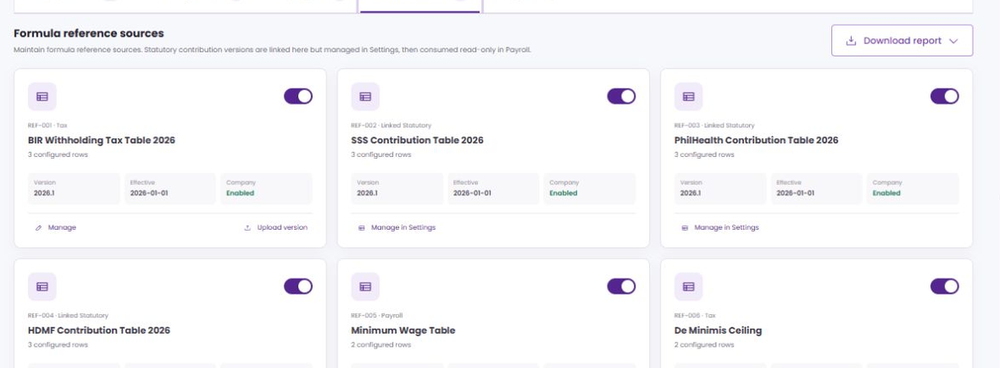 Formula reference sources
Download report
Maintain formula reference sources. Statutory contribution versions are linked here but managed in Settings, then consumed read-only in Payroll.
REF-001 · Tax
BIR Withholding Tax Table 2026
3 configured rows
Version
2026.1
Effective
2026-01-01
Company
Enabled
Manage
Upload version
REF-002 · Linked Statutory
SSS Contribution Table 2026
3 configured rows
Version
2026.1
Effective
2026-01-01
Company
Enabled
Manage in Settings
REF-003 · Linked Statutory
PhilHealth Contribution Table 2026
3 configured rows
Version
2026.1
Effective
2026-01-01
Company
Enabled
Manage in Settings
REF-004 · Linked Statutory
HDMF Contribution Table 2026
3 configured rows
REF-005 · Payroll
Minimum Wage Table
2 configured rows
REF-006 · Tax
De Minimis Ceiling
2 configured rows